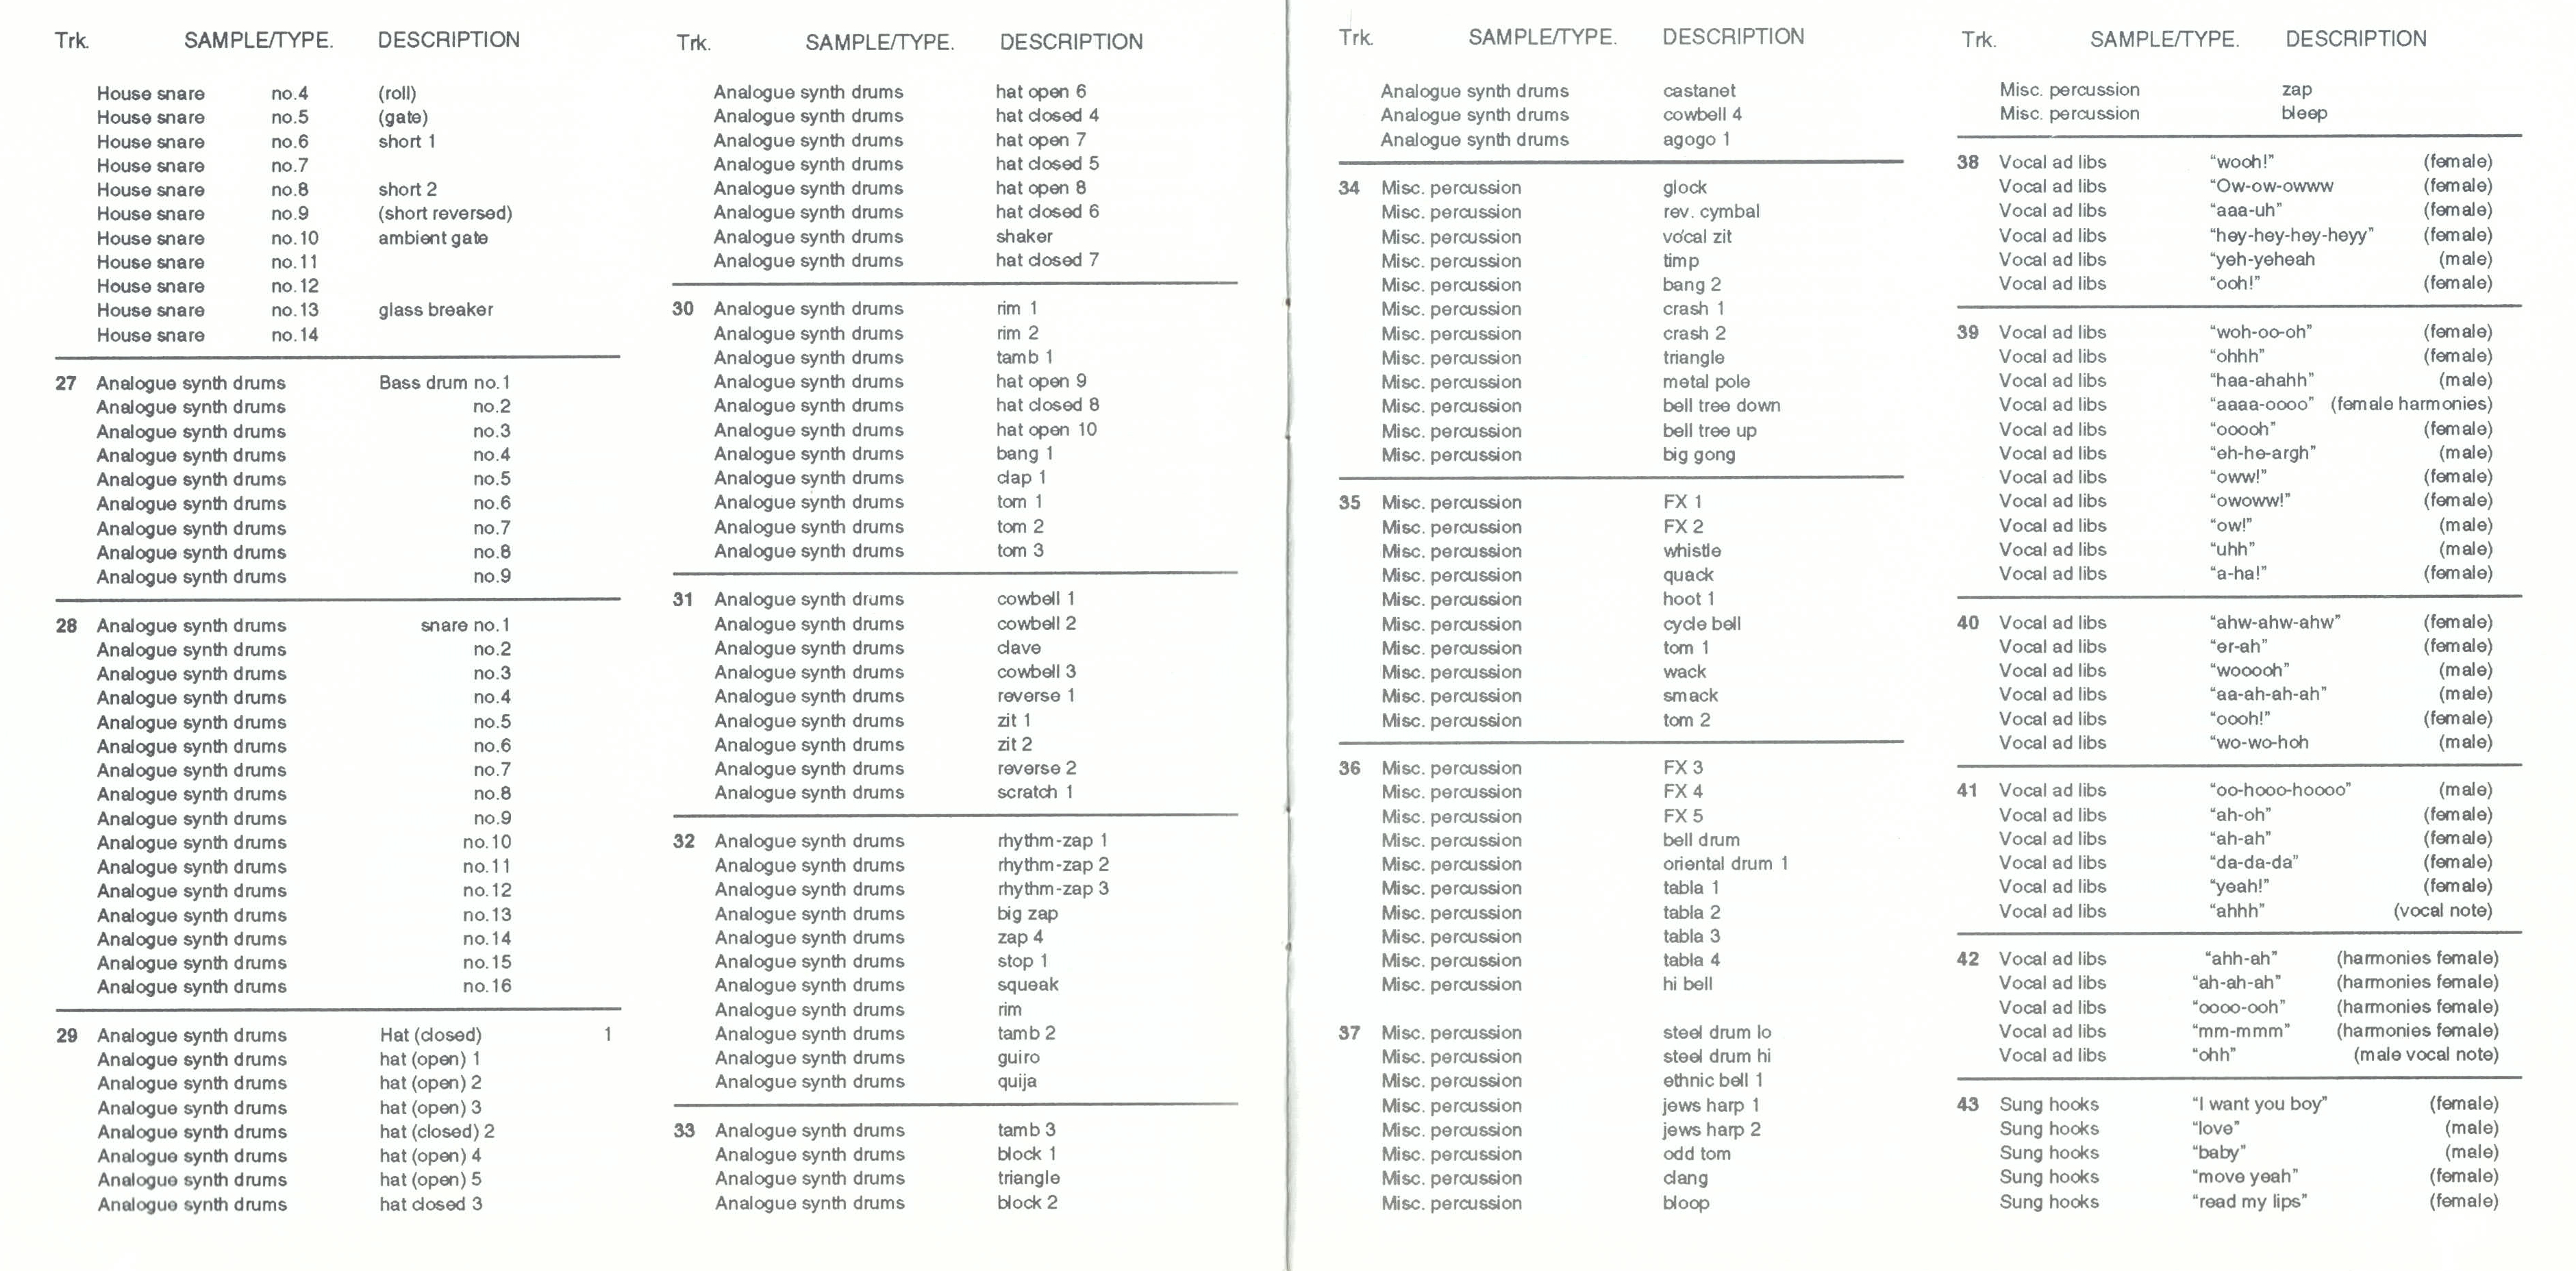 Trk. SAMPLE/TYPE. DESCRIPTION
House snare no.4 (roll)
House snare no.5 (gate)
House snare no.6 short 1
House snare no.7
House snare no.8 short 2
House snare no.9 (short reversed)
House snare no.10 ambient gate
House snare no.11
House snare no.12
House snare no.13 glass breaker
House snare no.14
27 Analogue synth drums Bass drum no.1
Analogue synth drums no.2
Analogue synth drums no.3
Analogue synth drums no.4
Analogue synth drums no.5
Analogue synth drums no.6
Analogue synth drums no.7
Analogue synth drums no.8
Analogue synth drums no.9
28 Analogue synth drums snare no.1
Analogue synth drums no.2
Analogue synth drums no.3
Analogue synth drums no.4
Analogue synth drums no.5
Analogue synth drums no.6
Analogue synth drums no.7
Analogue synth drums no.8
Analogue synth drums no.9
Analogue synth drums no.10
Analogue synth drums no.11
Analogue synth drums no.12
Analogue synth drums no.13
Analogue synth drums no.14
Analogue synth drums no.15
Analogue synth drums no.16
29 Analogue synth drums Hat (closed) 1
Analogue synth drums hat (open) 1
Analogue synth drums hat (open) 2
Analogue synth drums hat (open) 3
Analogue synth drums hat (closed) 2
Analogue synth drums hat (open) 4
Analogue synth drums hat (open) 5
Analogue synth drums hat closed 3
Trk. SAMPLE/TYPE. DESCRIPTION
Analogue synth drums hat open 6
Analogue synth drums hat closed 4
Analogue synth drums hat open 7
Analogue synth drums hat closed 5
Analogue synth drums hat open 8
Analogue synth drums hat closed 6
Analogue synth drums shaker
Analogue synth drums hat closed 7
30 Analogue synth drums rim 1
Analogue synth drums rim 2
Analogue synth drums tamb 1
Analogue synth drums hat open 9
Analogue synth drums hat closed 8
Analogue synth drums hat open 10
Analogue synth drums bang 1
Analogue synth drums clap 1
Analogue synth drums tom 1
Analogue synth drums tom 2
Analogue synth drums tom 3
31 Analogue synth drums cowbell 1
Analogue synth drums cowbell 2
Analogue synth drums clave
Analogue synth drums cowbell 3
Analogue synth drums reverse 1
Analogue synth drums zit 1
Analogue synth drums zit 2
Analogue synth drums reverse 2
Analogue synth drums scratch 1
32 Analogue synth drums rhythm-zap 1
Analogue synth drums rhythm-zap 2
Analogue synth drums rhythm-zap 3
Analogue synth drums big zap
Analogue synth drums zap 4
Analogue synth drums stop 1
Analogue synth drums squeak
Analogue synth drums rim
Analogue synth drums tamb 2
Analogue synth drums guiro
Analogue synth drums quija
33 Analogue synth drums tamb 3
Analogue synth drums block 1
Analogue synth drums triangle
Analogue synth drums block 2
Trk. SAMPLE/TYPE. DESCRIPTION
Analogue synth drums castanet
Analogue synth drums cowbell 4
Analogue synth drums agogo 1
34 Misc. percussion glock
Misc. percussion rev. cymbal
Misc. percussion vocal zit
Misc. percussion timp
Misc. percussion bang 2
Misc. percussion crash 1
Misc. percussion crash 2
Misc. percussion triangle
Misc. percussion metal pole
Misc. percussion bell tree down
Misc. percussion bell tree up
Misc. percussion big gong
35 Misc. percussion FX 1
Misc. percussion FX 2
Misc. percussion whistle
Misc. percussion quack
Misc. percussion hoot 1
Misc. percussion cycle bell
Misc. percussion tom 1
Misc. percussion wack
Misc. percussion smack
Misc. percussion tom 2
36 Misc. percussion FX 3
Misc. percussion FX 4
Misc. percussion FX 5
Misc. percussion bell drum
Misc. percussion oriental drum 1
Misc. percussion tabla 1
Misc. percussion tabla 2
Misc. percussion tabla 3
Misc. percussion tabla 4
Misc. percussion hi bell
37 Misc. percussion steel drum lo
Misc. percussion steel drum hi
Misc. percussion ethnic bell 1
Misc. percussion jews harp 1
Misc. percussion jews harp 2
Misc. percussion odd tom
Misc. percussion clang
Misc. percussion bloop
Trk. SAMPLE/TYPE. DESCRIPTION
Misc. percussion zap
Misc. percussion bleep
38 Vocal ad libs “wooh!” (female)
Vocal ad libs “Ow-ow-owww (female)
Vocal ad libs “aaa-uh” (female)
Vocal ad libs “hey-hey-hey-heyy” (female)
Vocal ad libs “yeh-yeheah (male)
Vocal ad libs “ooh!” (female)
39 Vocal ad libs “woh-oo-oh” (female)
Vocal ad libs “ohhh” (female)
Vocal ad libs “haa-ahahh” (male)
Vocal ad libs “aaaa-oooo” (female harmonies)
Vocal ad libs “ooooh” (female)
Vocal ad libs “eh-he-argh” (male)
Vocal ad libs “oww!” (female)
Vocal ad libs “owoww!” (female)
Vocal ad libs “ow!” (male)
Vocal ad libs “uhh” (male)
Vocal ad libs “a-ha!” (female)
40 Vocal ad libs “ahw-ahw-ahw” (female)
Vocal ad libs “er-ah” (female)
Vocal ad libs “wooooh” (male)
Vocal ad libs “aa-ah-ah-ah” (male)
Vocal ad libs “oooh!” (female)
Vocal ad libs “wo-wo-hoh (male)
41 Vocal ad libs “oo-hooo-hoooo” (male)
Vocal ad libs “ah-oh” (female)
Vocal ad libs “ah-ah” (female)
Vocal ad libs “da-da-da” (female)
Vocal ad libs “yeah!” (female)
Vocal ad libs “ahhh” (vocal note)
42 Vocal ad libs “ahh-ah” (harmonies female)
Vocal ad libs “ah-ah-ah” (harmonies female)
Vocal ad libs “oooo-ooh” (harmonies female)
Vocal ad libs “mm-mmm” (harmonies female)
Vocal ad libs “ohh” (male vocal note)
43 Sung hooks “I want you boy” (female)
Sung hooks “love” (male)
Sung hooks “baby” (male)
Sung hooks “move yeah” (female)
Sung hooks “read my lips” (female)